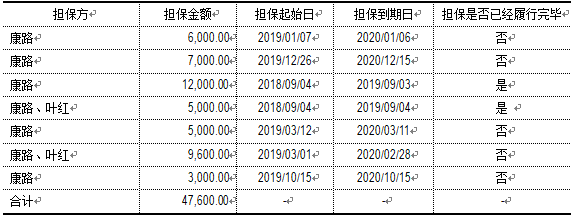 担保方 担保金额 担保起始日 担保到期日 担保是否已经履行完毕
康路 6,000.00 2019/01/07 2020/01/06 否
康路 7,000.00 2019/12/26 2020/12/15 否
康路 12,000.00 2018/09/04 2019/09/03 是
康路、叶红 5,000.00 2018/09/04 2019/09/04 是
康路 5,000.00 2019/03/12 2020/03/11 否
康路、叶红 9,600.00 2019/03/01 2020/02/28 否
康路 3,000.00 2019/10/15 2020/10/15 否
合计 47,600.00 - - -